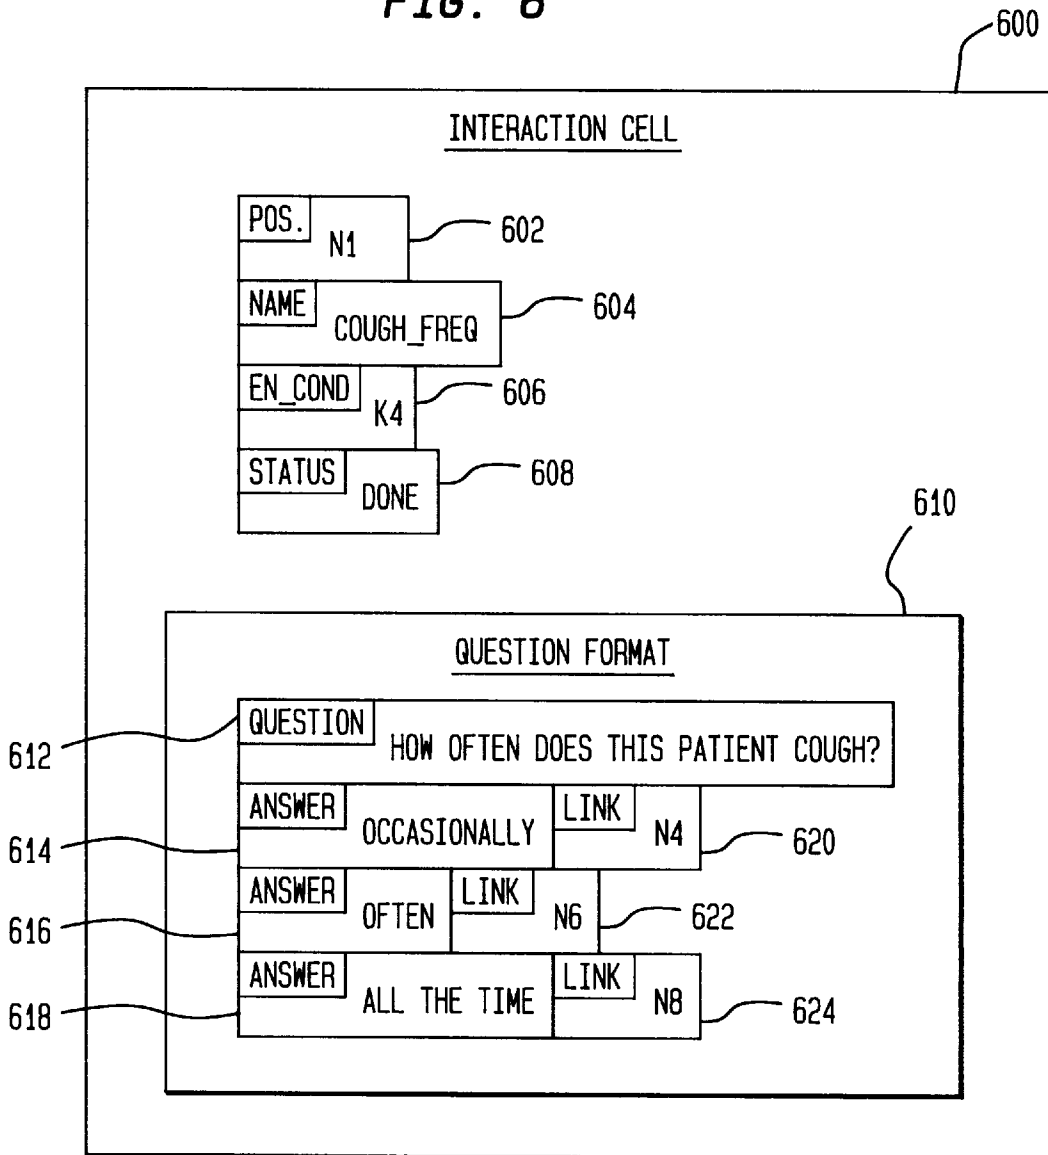 FIG. 6
600
INTERACTION CELL
POS. N1 602
NAME COUGH_FREQ 604
EN_COND K4 606
STATUS DONE 608
610
QUESTION FORMAT
612 QUESTION HOW OFTEN DOES THIS PATIENT COUGH?
614 ANSWER OCCASIONALLY LINK N4 620
616 ANSWER OFTEN LINK N6 622
618 ANSWER ALL THE TIME LINK N8 624